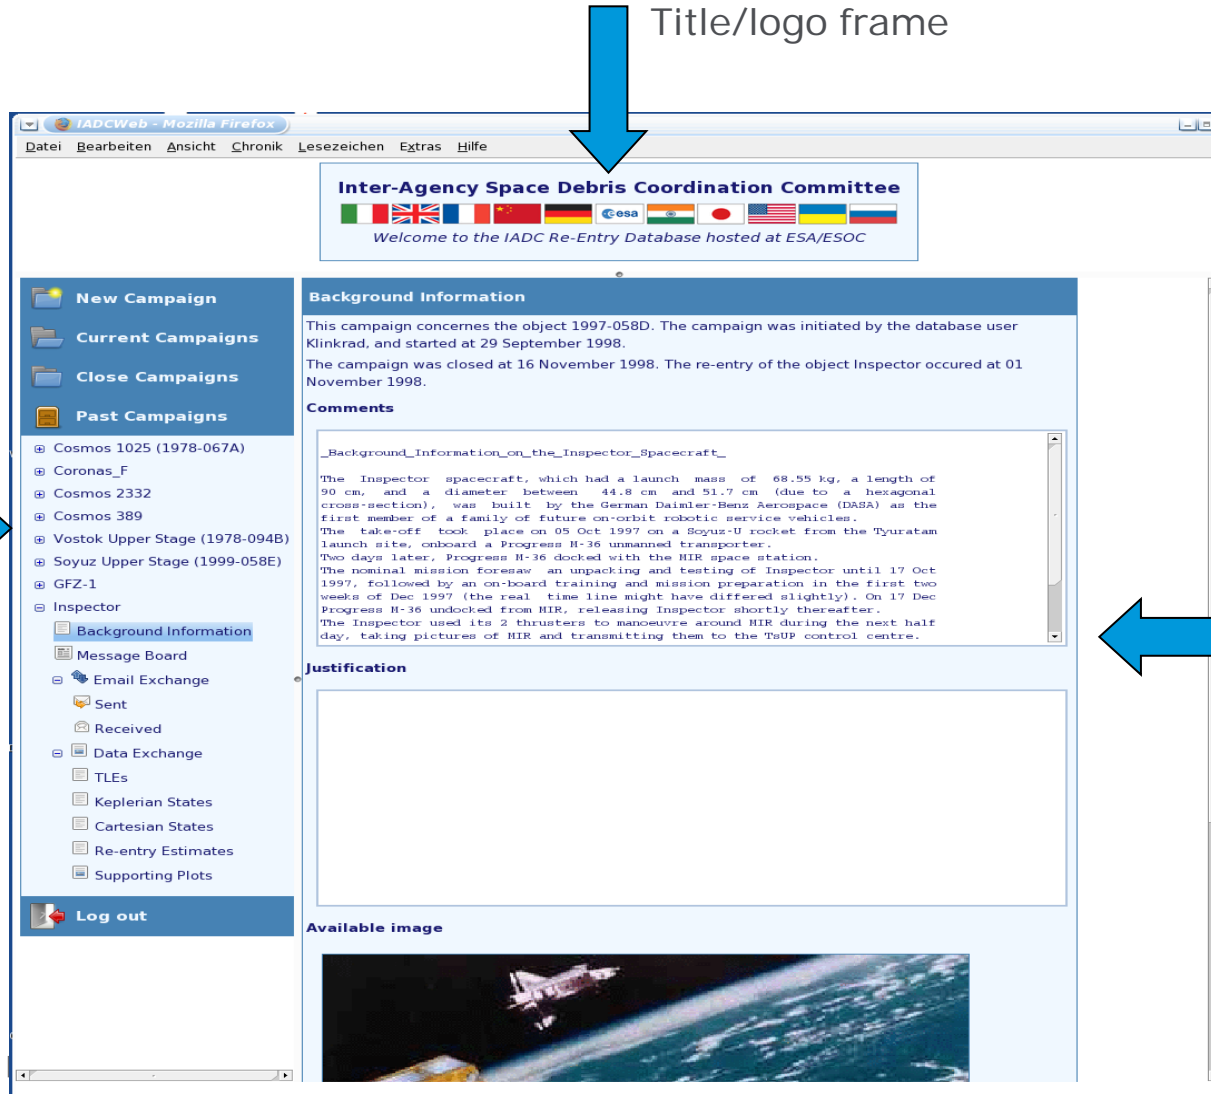 Title/logo frame
IADCWeb - Mozilla Firefox
Datei Bearbeiten Ansicht Chronik Lesezeichen Extras Hilfe
Inter-Agency Space Debris Coordination Committee
esa
Welcome to the IADC Re-Entry Database hosted at ESA/ESOC
New Campaign
Current Campaigns
Close Campaigns
Past Campaigns
Cosmos 1025 (1978-067A)
Coronas_F
Cosmos 2332
Cosmos 389
Vostok Upper Stage (1978-094B)
Soyuz Upper Stage (1999-058E)
GFZ-1
Inspector
Background Information
Message Board
Email Exchange
Sent
Received
Data Exchange
TLEs
Keplerian States
Cartesian States
Re-entry Estimates
Supporting Plots
Log out
Background Information
This campaign concernes the object 1997-058D. The campaign was initiated by the database user
Klinkrad, and started at 29 September 1998.
The campaign was closed at 16 November 1998. The re-entry of the object Inspector occured at 01
November 1998.
Comments
_Background_Information_on_the_Inspector_Spacecraft_
The Inspector spacecraft, which had a launch mass of 68.55 kg, a length of
90 cm, and a diameter between 44.8 cm and 51.7 cm (due to a hexagonal
cross-section), was built by the German Daimler-Benz Aerospace (DASA) as the
first member of a family of future on-orbit robotic service vehicles.
The take-off took place on 05 Oct 1997 on a Soyuz-U rocket from the Tyuratam
launch site, onboard a Progress M-36 unmanned transporter.
Two days later, Progress M-36 docked with the MIR space station.
The nominal mission foresaw an unpacking and testing of Inspector until 17 Oct
1997, followed by an on-board training and mission preparation in the first two
weeks of Dec 1997 (the real time line might have differed slightly). On 17 Dec
Progress M-36 undocked from MIR, releasing Inspector shortly thereafter.
The Inspector used its 2 thrusters to manoeuvre around MIR during the next half
day, taking pictures of MIR and transmitting them to the TsUP control centre.
Justification
Available image